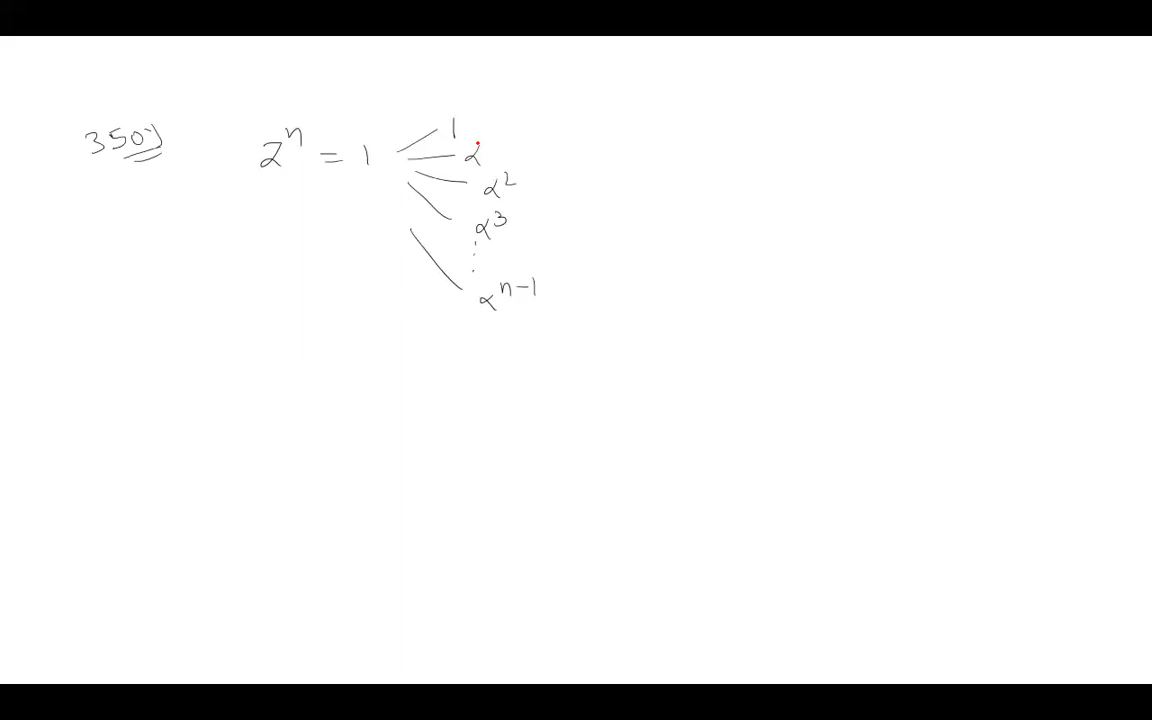 350)
z^n = 1
1
α
α^2
α^3
⋮
α^{n-1}